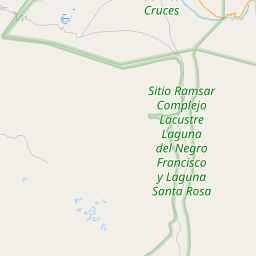 Cruces
Sitio Ramsar
Complejo
Lacustre
Laguna
del Negro
Francisco
y Laguna
Santa Rosa